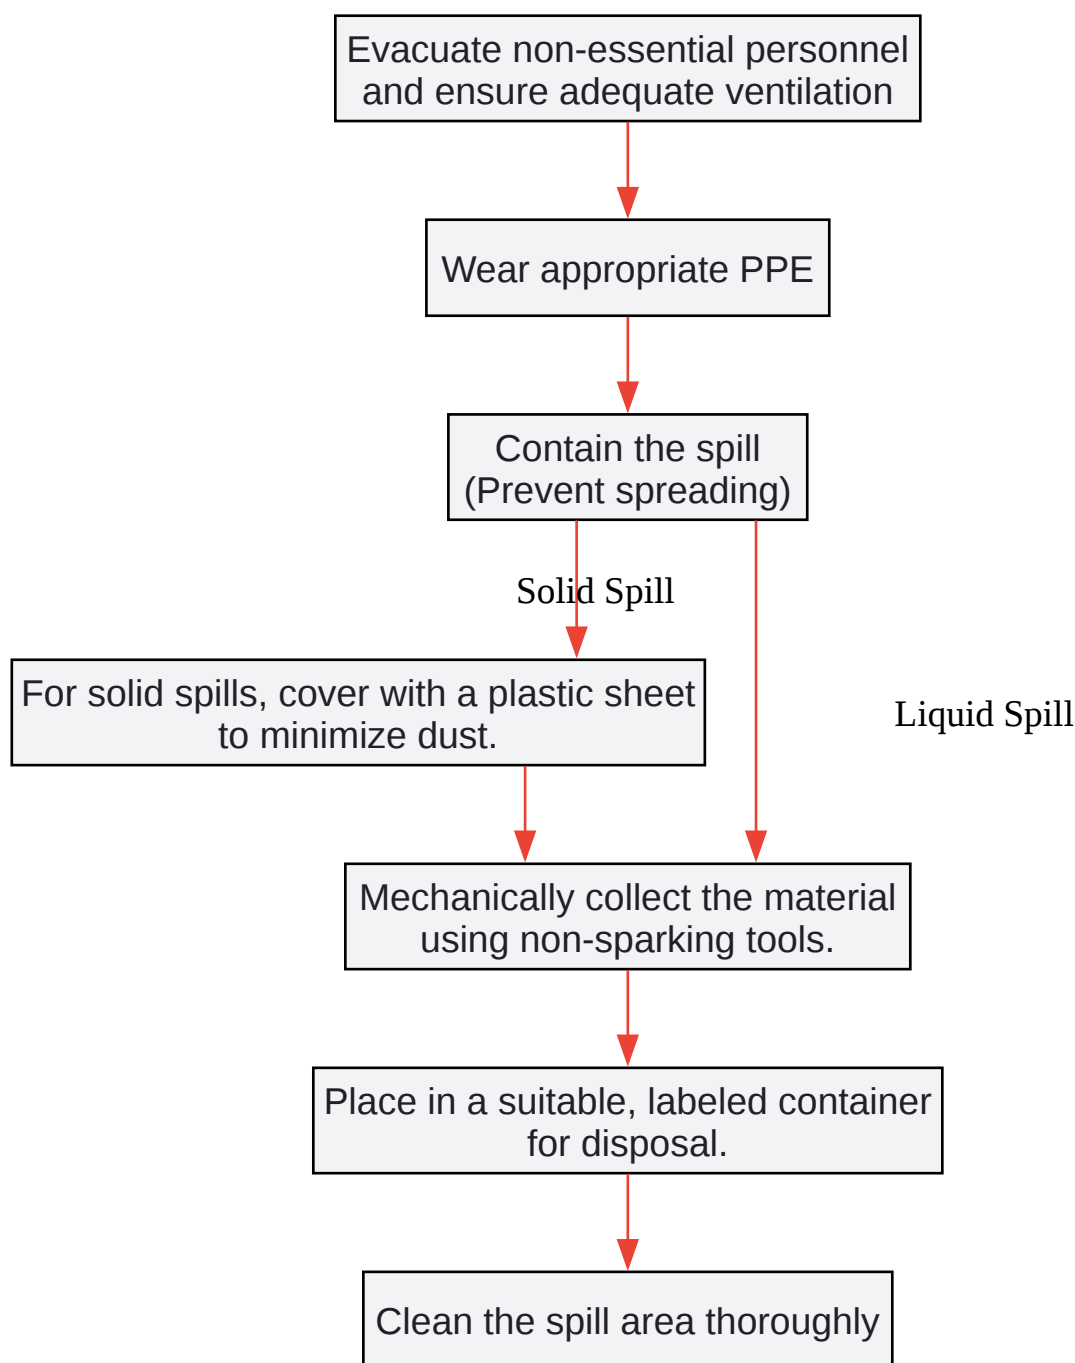 Evacuate non-essential personnel
and ensure adequate ventilation
Wear appropriate PPE
Contain the spill
(Prevent spreading)
Solid Spill
For solid spills, cover with a plastic sheet
to minimize dust.
Liquid Spill
Mechanically collect the material
using non-sparking tools.
Place in a suitable, labeled container
for disposal.
Clean the spill area thoroughly